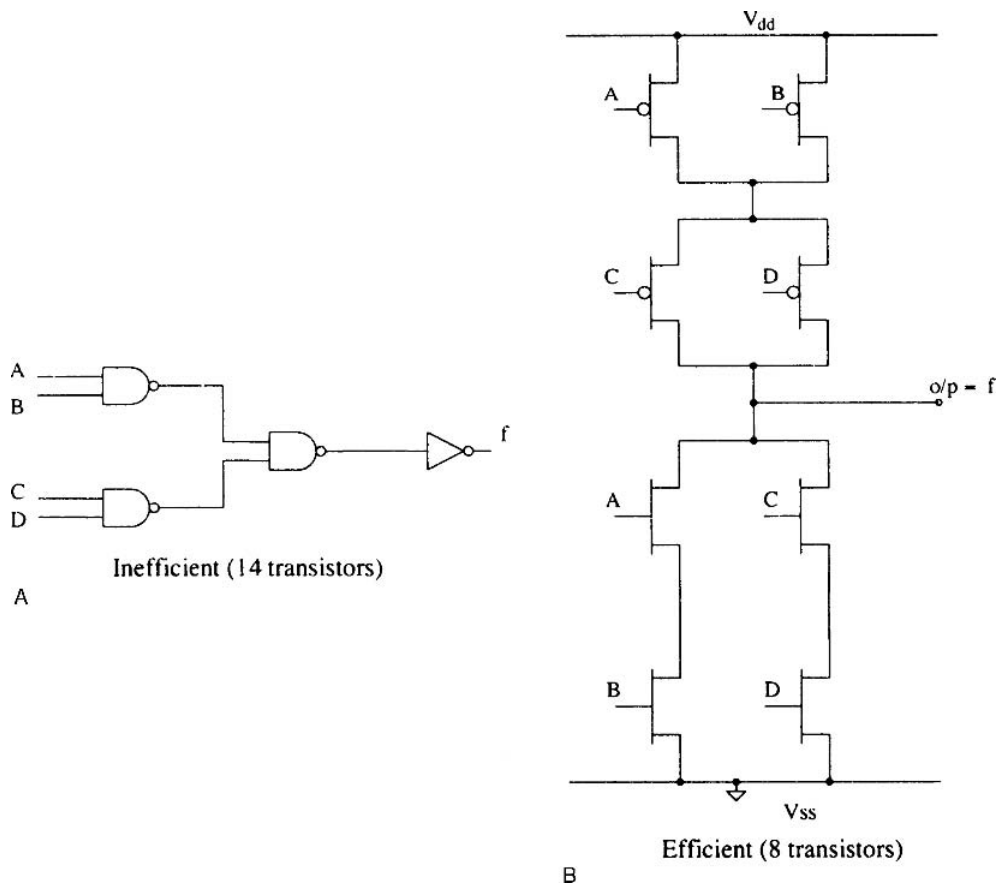 A
B
C
D
f
Inefficient (14 transistors)
A
Vdd
A
B
C
D
o/p = f
A
C
B
D
Vss
Efficient (8 transistors)
B